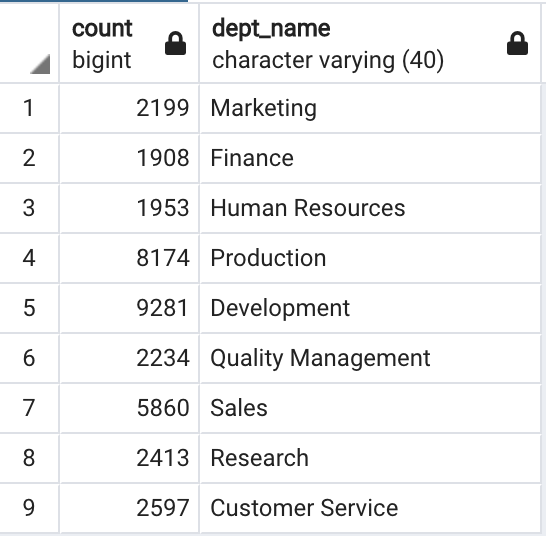 count dept_name
bigint character varying (40)
1 2199 Marketing
2 1908 Finance
3 1953 Human Resources
4 8174 Production
5 9281 Development
6 2234 Quality Management
7 5860 Sales
8 2413 Research
9 2597 Customer Service